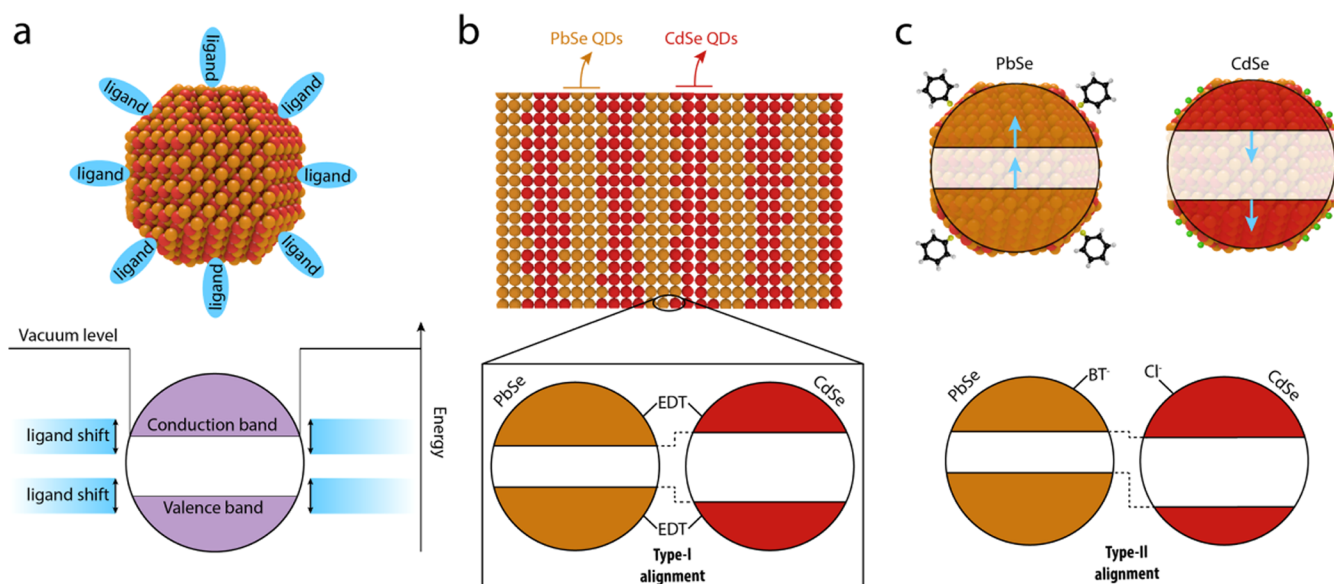 a
ligand
ligand
ligand
ligand
ligand
ligand
ligand
ligand
Vacuum level
Conduction band
ligand shift
ligand shift
Valence band
Energy
b
PbSe QDs
CdSe QDs
PbSe
EDT
CdSe
EDT
Type-I
alignment
c
PbSe
CdSe
PbSe
BT-
Cl-
CdSe
Type-II
alignment